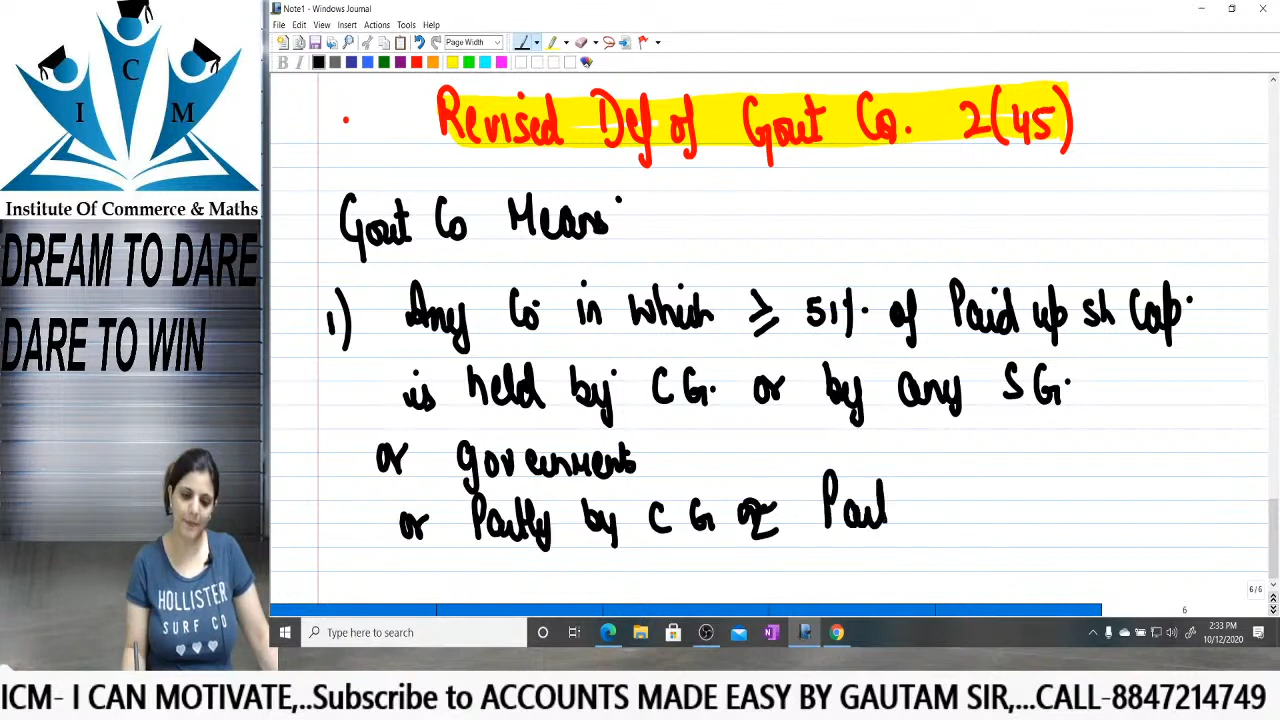 Note1 - Windows Journal
File Edit View Insert Actions Tools Help
Page Width
B I
C
I M
Institute Of Commerce & Maths
DREAM TO DARE
DARE TO WIN
Revised Def of Govt Co. 2(45)
Govt Co Means
1) Any Co in which ≥ 51% of Paid up sh Cap.
is held by C G. or by any S G.
or governments
or Partly by C G & Part
HOLLISTER
SURF CO
6/6
6
Type here to search
2:33 PM
10/12/2020
ICM- I CAN MOTIVATE,..Subscribe to ACCOUNTS MADE EASY BY GAUTAM SIR,...CALL-8847214749